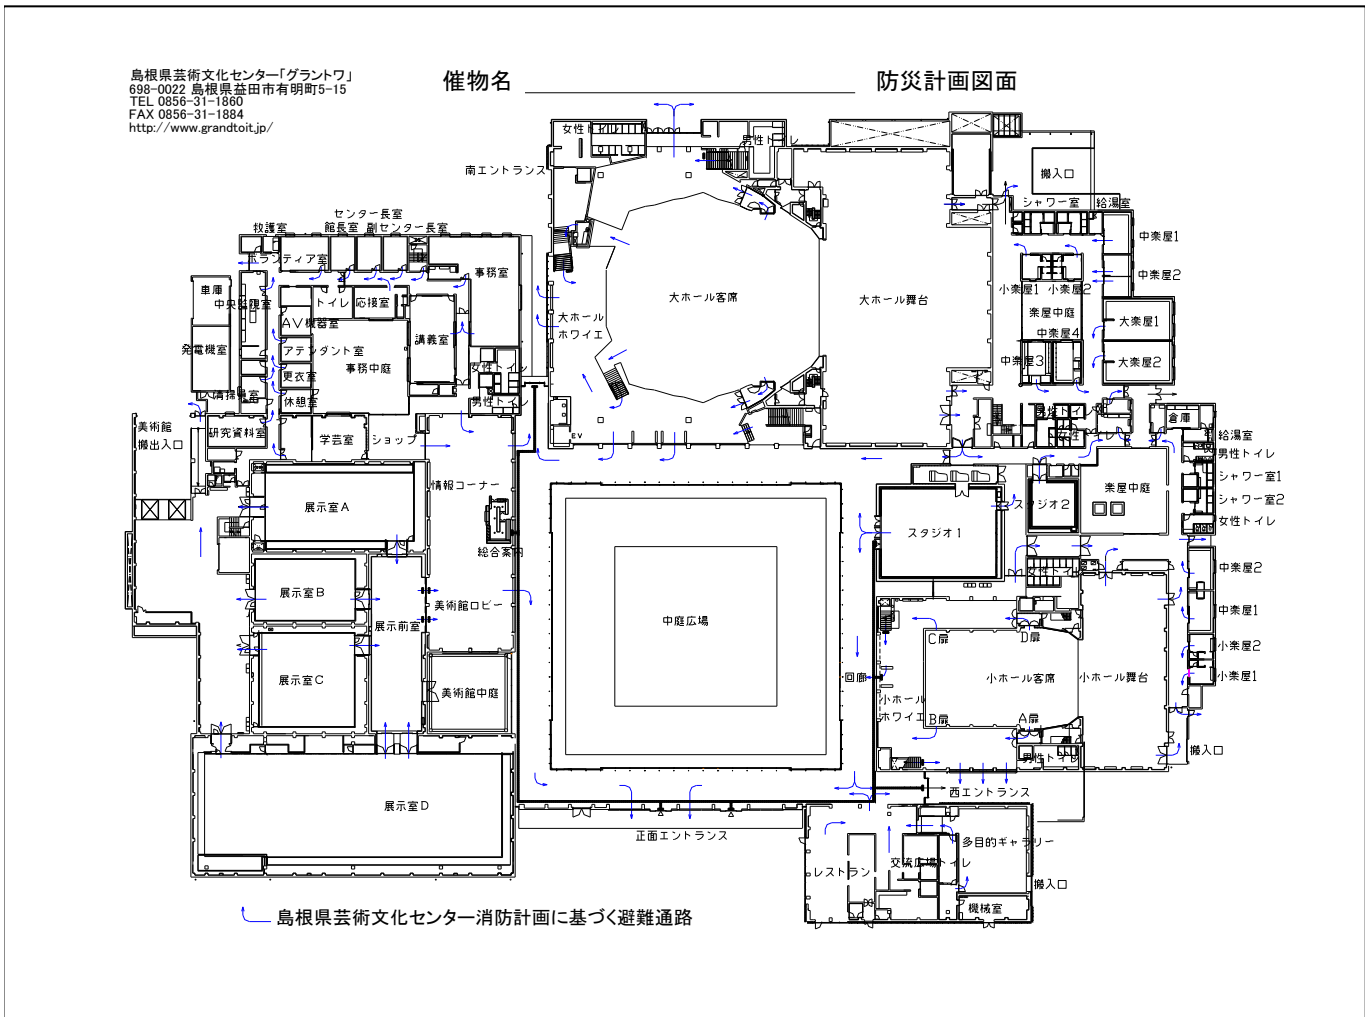 島根県芸術文化センター「グラントワ」
698-0022 島根県益田市有明町5-15
TEL 0856-31-1860
FAX 0856-31-1884
http://www.grandtoit.jp/
催物名
防災計画図面
女性トイレ
男性トイレ
南エントランス
搬入口
シャワー室
給湯室
センター長室
館長室
副センター長室
救護室
ボランティア室
事務室
中楽屋1
中楽屋2
車庫
中央監視室
トイレ
応接室
大ホール客席
大ホール舞台
小楽屋1
小楽屋2
楽屋中庭
大ホール
ホワイエ
AV機器室
講義室
中楽屋4
大楽屋1
発電機室
アテンダント室
事務中庭
女性トイレ
中楽屋3
大楽屋2
更衣室
清掃員室
休憩室
男性トイレ
男性トイレ
倉庫
美術館
搬出入口
研究資料室
学芸室
ショップ
EV
女性トイレ
給湯室
男性トイレ
情報コーナー
楽屋中庭
シャワー室1
シャワー室2
展示室A
スタジオ2
女性トイレ
スタジオ1
総合案内
女性トイレ
中楽屋2
展示室B
美術館ロビー
中楽屋1
展示前室
中庭広場
C扉
D扉
小楽屋2
展示室C
美術館中庭
回廊
小ホール客席
小ホール舞台
小楽屋1
小ホール
ホワイエ
B扉
A扉
男性トイレ
搬入口
西エントランス
展示室D
正面エントランス
多目的ギャラリー
レストラン
交流広場トイレ
搬入口
機械室
島根県芸術文化センター消防計画に基づく避難通路